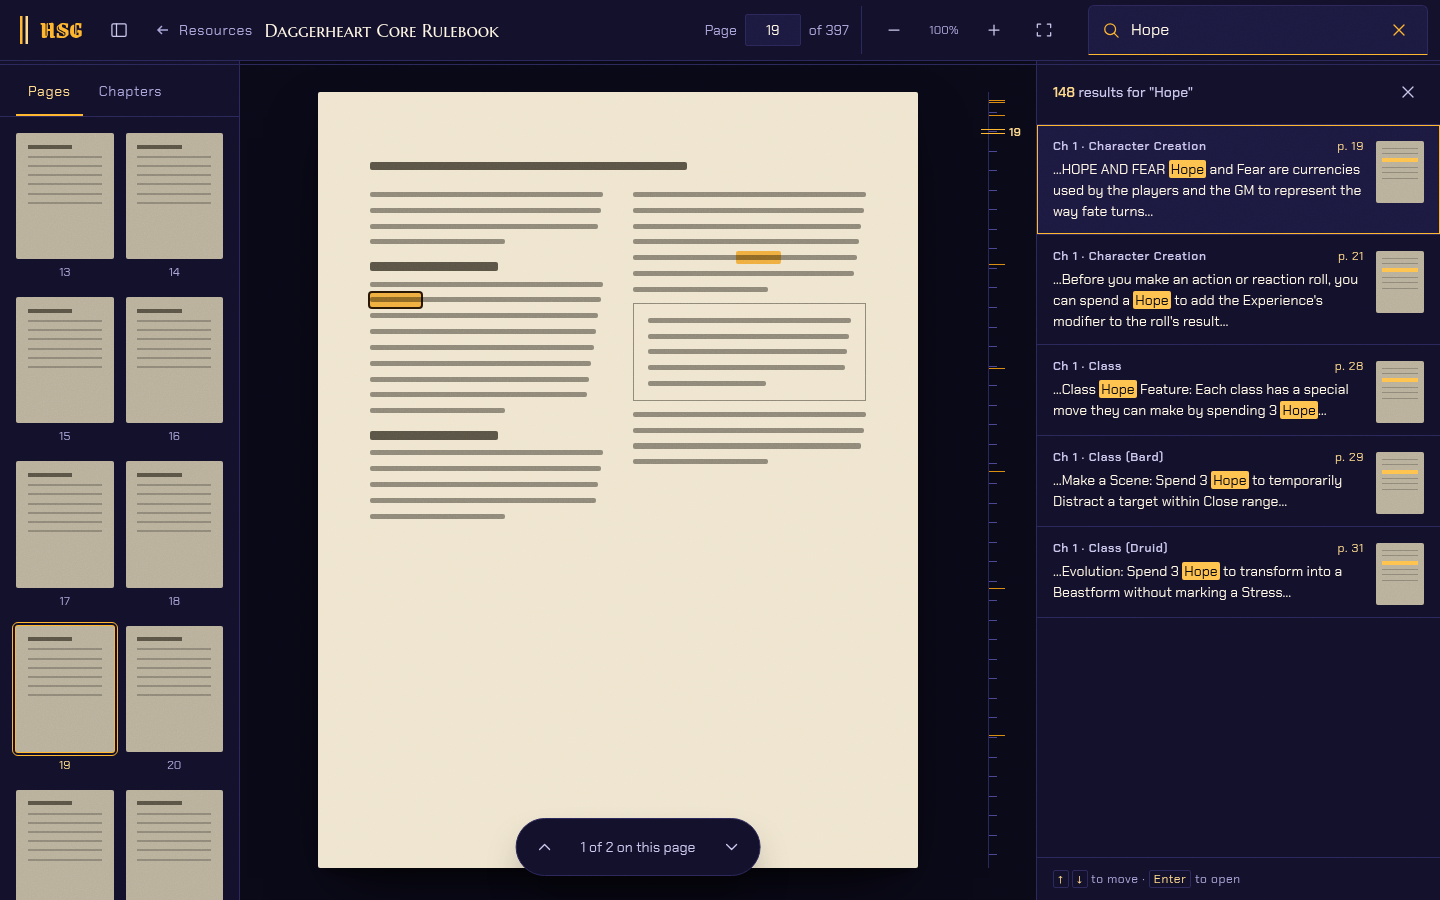 HSG
Resources
Daggerheart Core Rulebook
Page 19 of 397
100%
Hope
Pages
Chapters
13
14
15
16
17
18
19
20
19
1 of 2 on this page
148 results for "Hope"
Ch 1 · Character Creation
p. 19
...HOPE AND FEAR Hope and Fear are currencies
used by the players and the GM to represent the
way fate turns...
Ch 1 · Character Creation
p. 21
...Before you make an action or reaction roll, you
can spend a Hope to add the Experience's
modifier to the roll's result...
Ch 1 · Class
p. 28
...Class Hope Feature: Each class has a special
move they can make by spending 3 Hope...
Ch 1 · Class (Bard)
p. 29
...Make a Scene: Spend 3 Hope to temporarily
Distract a target within Close range...
Ch 1 · Class (Druid)
p. 31
...Evolution: Spend 3 Hope to transform into a
Beastform without marking a Stress...
↑ ↓ to move · Enter to open